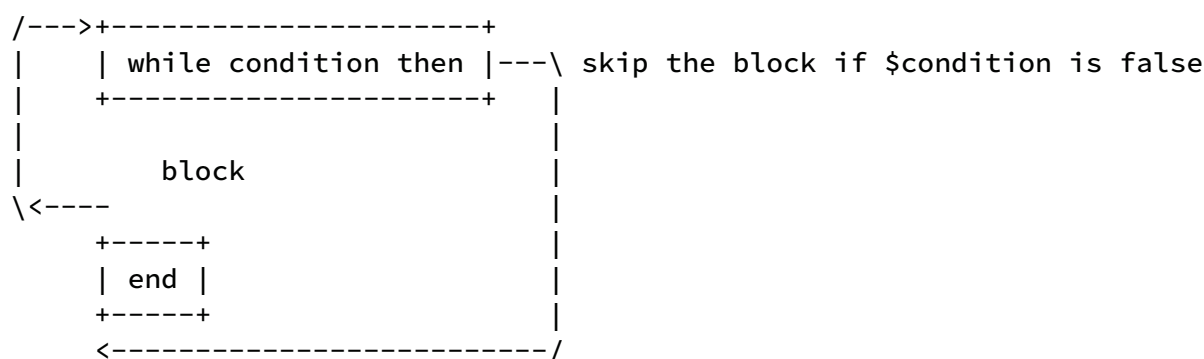 /--->+----------------------+
|    | while condition then |---\ skip the block if $condition is false
|    +----------------------+   |
|                               |
|        block                  |
\<----                          |
     +-----+                    |
     | end |                    |
     +-----+                    |
     <--------------------------/